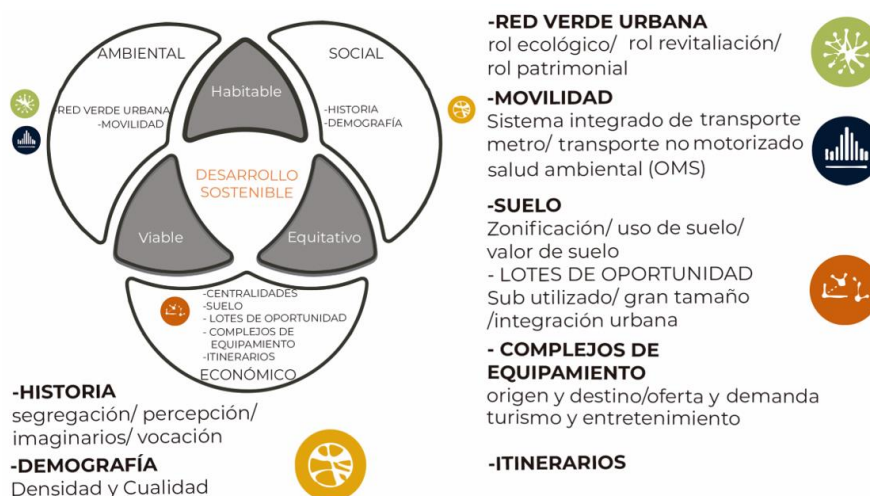 AMBIENTAL
SOCIAL
Habitable
-RED VERDE URBANA
-MOVILIDAD
-HISTORIA
-DEMOGRAFÍA
DESARROLLO
SOSTENIBLE
Viable
Equitativo
-CENTRALIDADES
-SUELO
- LOTES DE OPORTUNIDAD
- COMPLEJOS DE
EQUIPAMIENTO
-ITINERARIOS
ECONÓMICO
-HISTORIA
segregación/ percepción/
imaginarios/ vocación
-DEMOGRAFÍA
Densidad y Cualidad
-RED VERDE URBANA
rol ecológico/ rol revitaliación/
rol patrimonial
-MOVILIDAD
Sistema integrado de transporte
metro/ transporte no motorizado
salud ambiental (OMS)
-SUELO
Zonificación/ uso de suelo/
valor de suelo
- LOTES DE OPORTUNIDAD
Sub utilizado/ gran tamaño
/integración urbana
- COMPLEJOS DE
EQUIPAMIENTO
origen y destino/oferta y demanda
turismo y entretenimiento
-ITINERARIOS